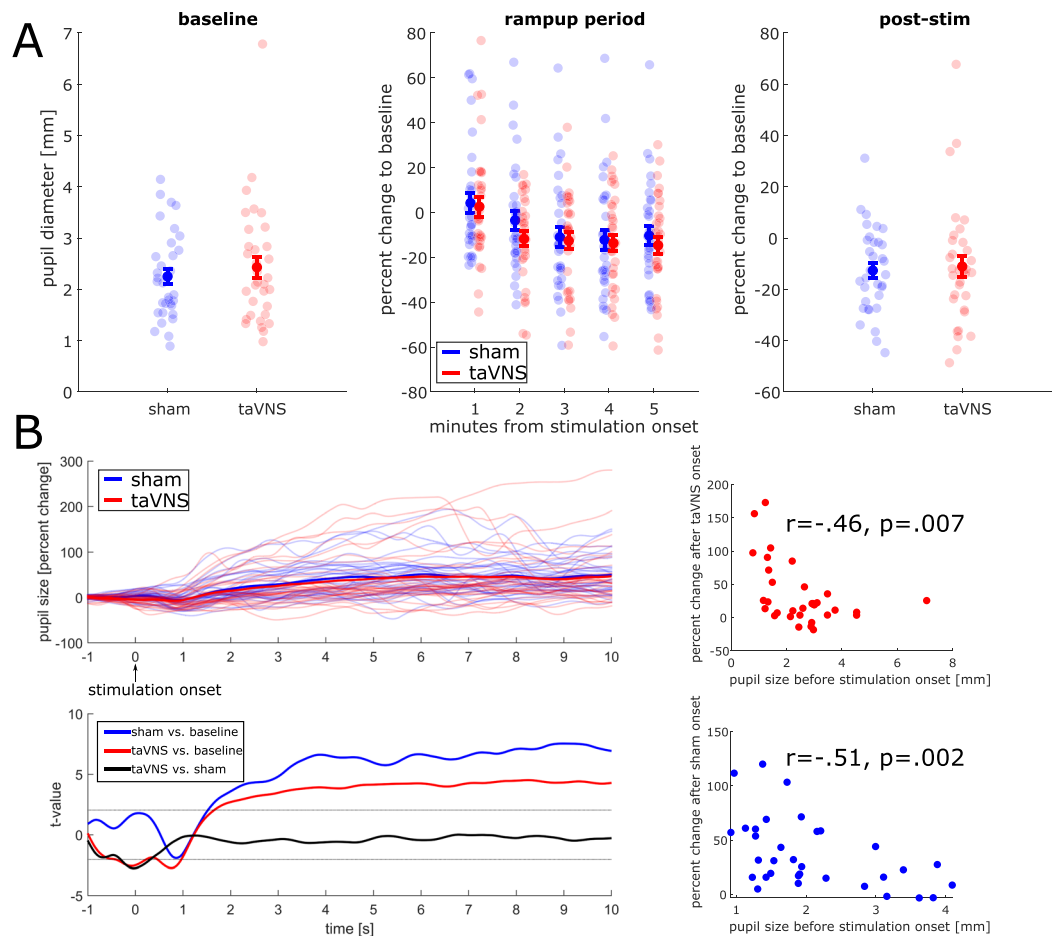 A
baseline
rampup period
post-stim
pupil diameter [mm]
7
6
5
4
3
2
1
0
sham
taVNS
percent change to baseline
80
60
40
20
0
-20
-40
-60
-80
sham
taVNS
1
2
3
4
5
minutes from stimulation onset
percent change to baseline
80
60
40
20
0
-20
-40
-60
sham
taVNS
B
pupil size [percent change]
300
200
100
0
-100
sham
taVNS
-1
0
1
2
3
4
5
6
7
8
9
10
stimulation onset
percent change after taVNS onset
200
150
100
50
0
-50
r=-.46, p=.007
0
2
4
6
8
pupil size before stimulation onset [mm]
t-value
10
5
0
-5
sham vs. baseline
taVNS vs. baseline
taVNS vs. sham
-1
0
1
2
3
4
5
6
7
8
9
10
time [s]
percent change after sham onset
150
100
50
0
r=-.51, p=.002
1
2
3
4
pupil size before stimulation onset [mm]